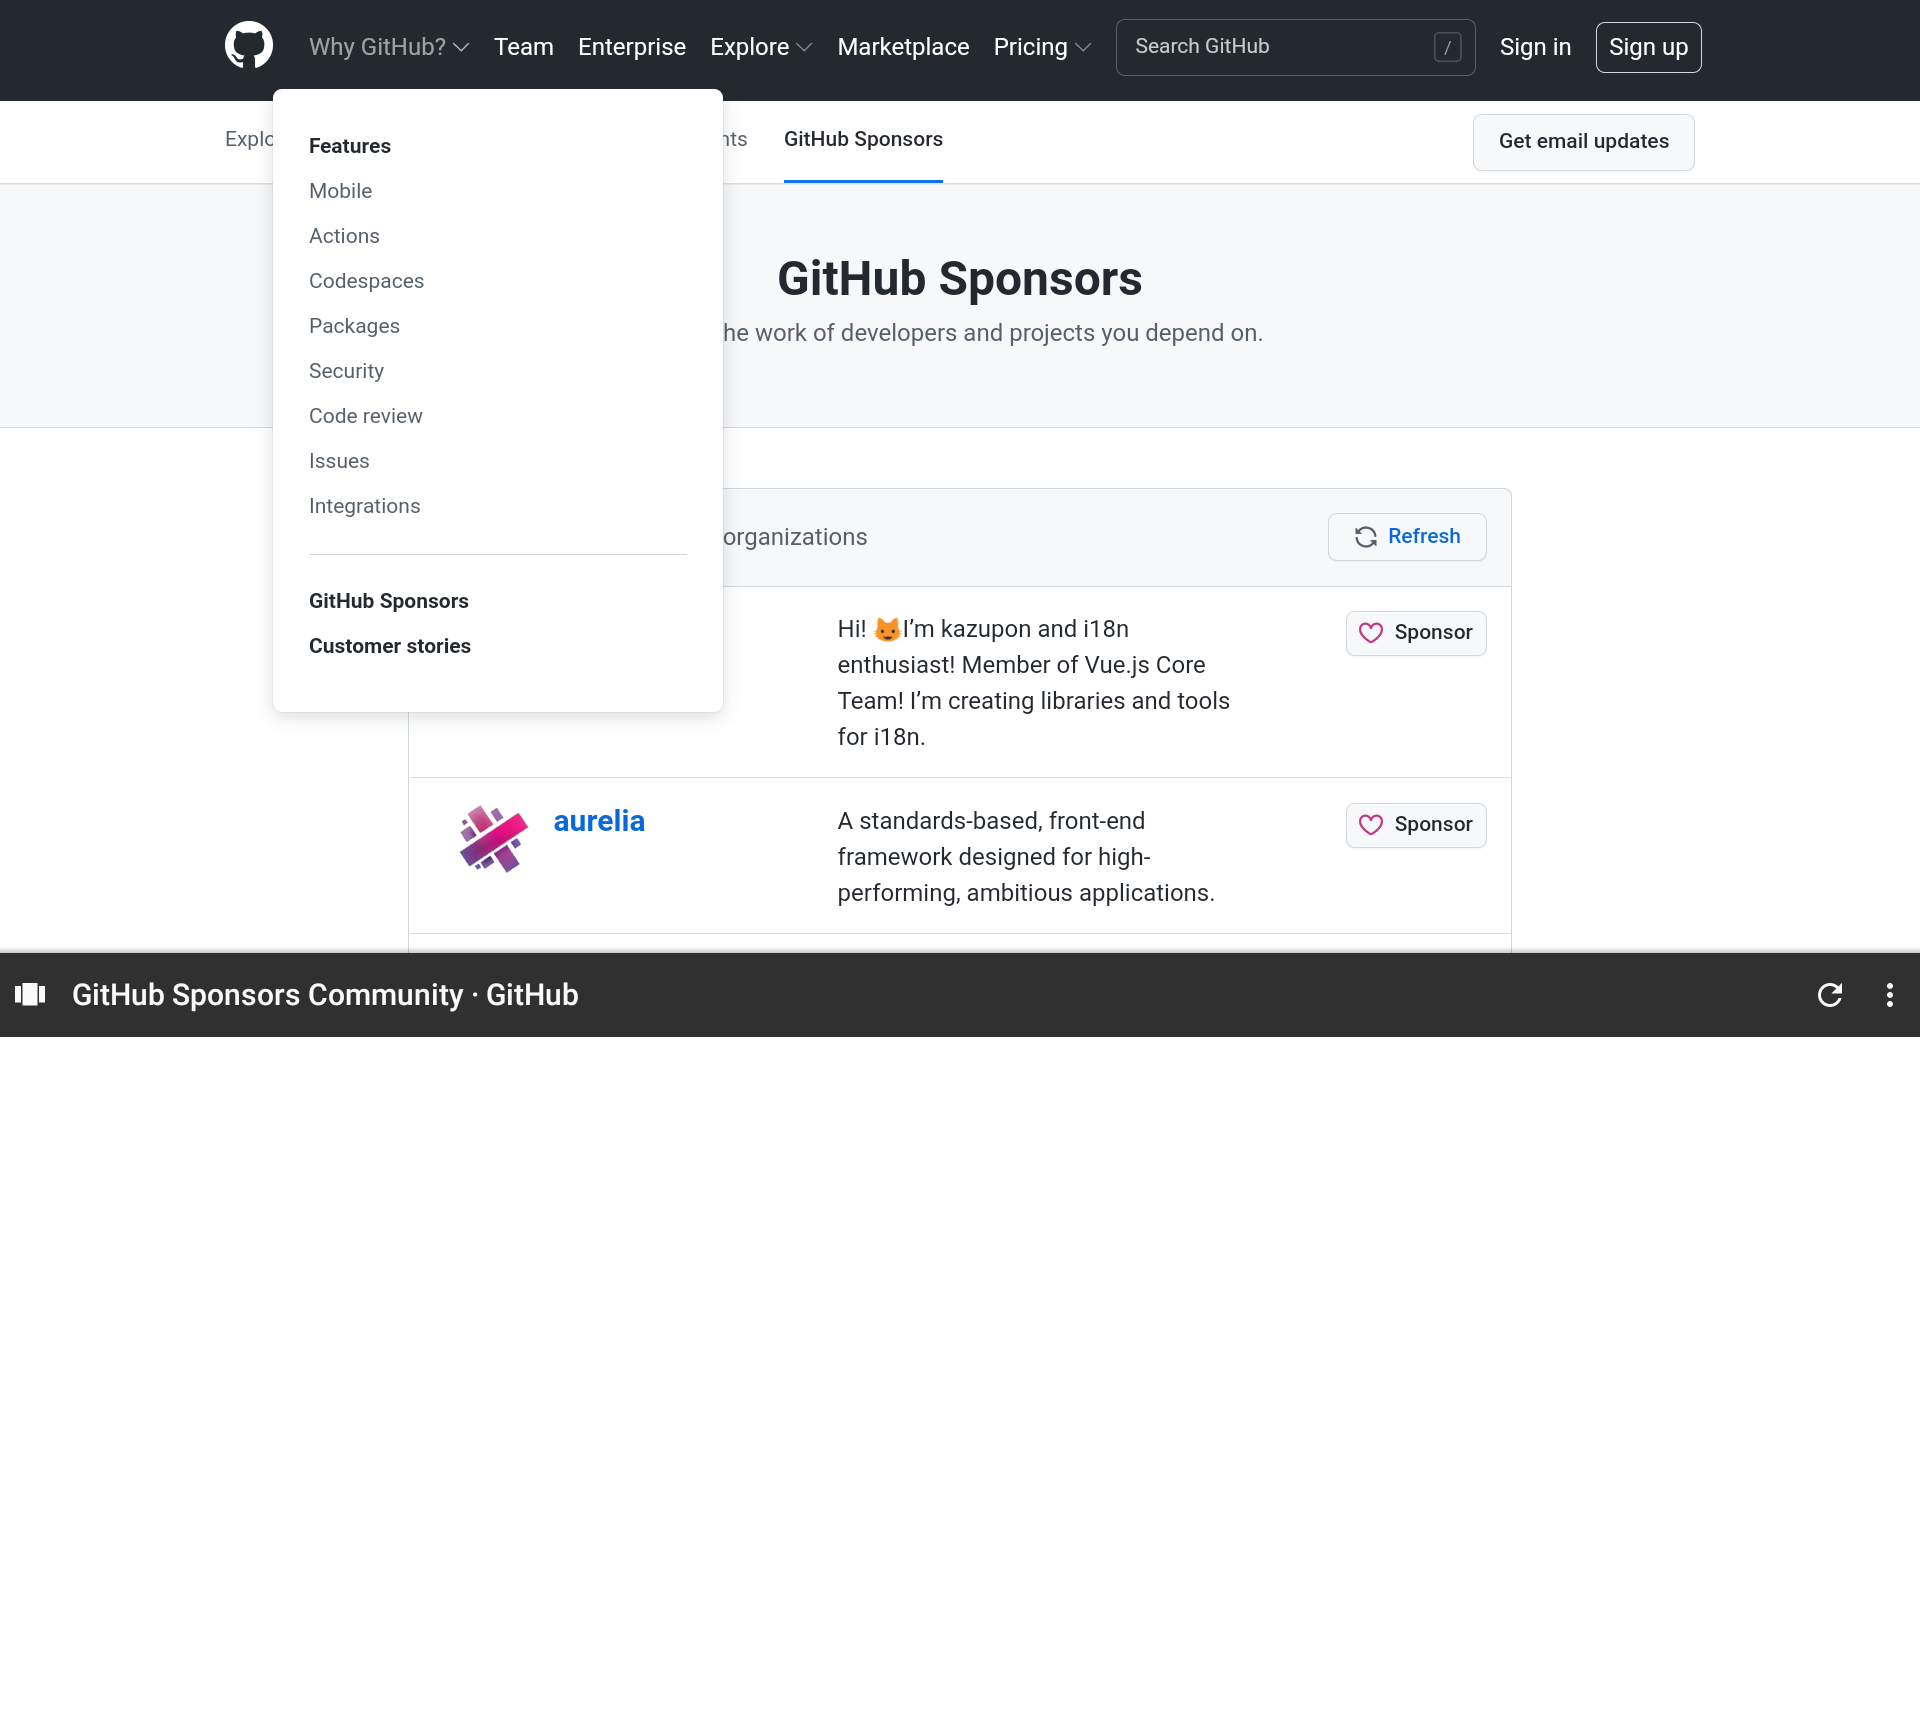 Why GitHub? Team Enterprise Explore Marketplace Pricing Search GitHub / Sign in Sign up
GitHub Sponsors Get email updates
Features
Mobile
Actions
Codespaces
Packages
Security
Code review
Issues
Integrations
GitHub Sponsors
Customer stories
GitHub Sponsors
work of developers and projects you depend on.
organizations Refresh
Hi! 😺I’m kazupon and i18n
enthusiast! Member of Vue.js Core
Team! I’m creating libraries and tools
for i18n.
Sponsor
aurelia
A standards-based, front-end
framework designed for high-
performing, ambitious applications.
Sponsor
GitHub Sponsors Community · GitHub